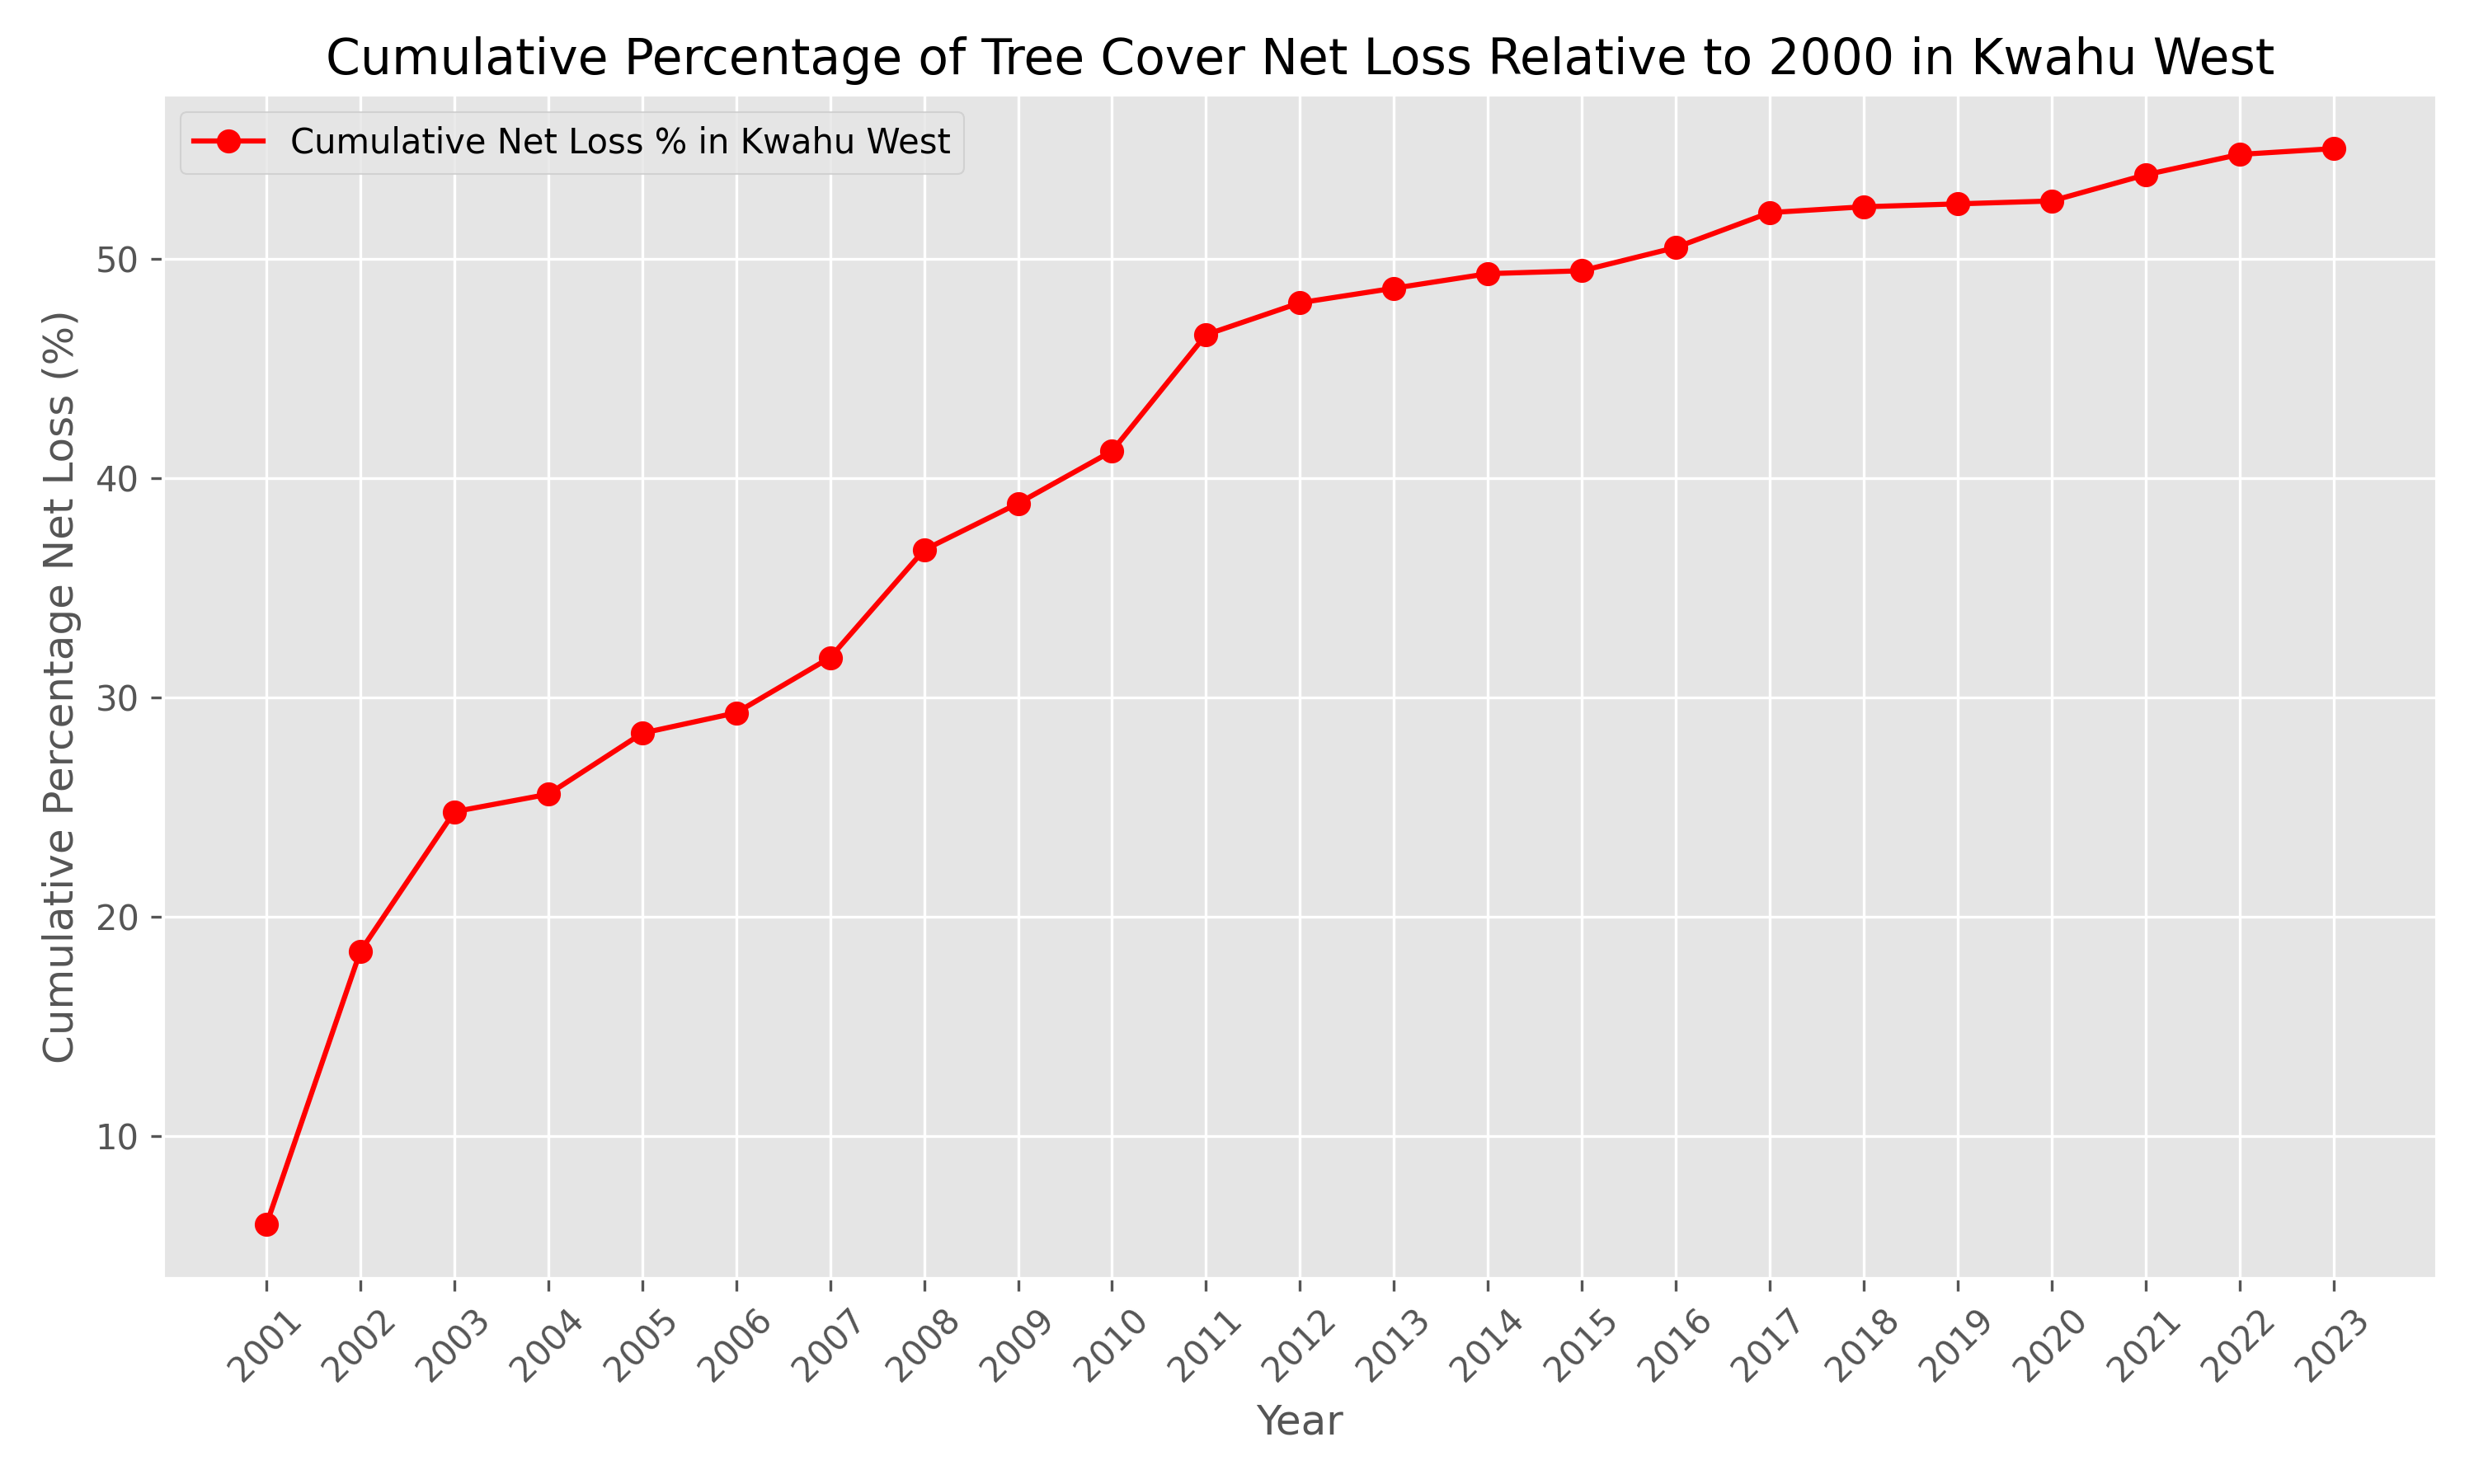 Cumulative Percentage of Tree Cover Net Loss Relative to 2000 in Kwahu West
Cumulative Net Loss % in Kwahu West
Cumulative Percentage Net Loss (%)
50
40
30
20
10
2001 2002 2003 2004 2005 2006 2007 2008 2009 2010 2011 2012 2013 2014 2015 2016 2017 2018 2019 2020 2021 2022 2023
Year